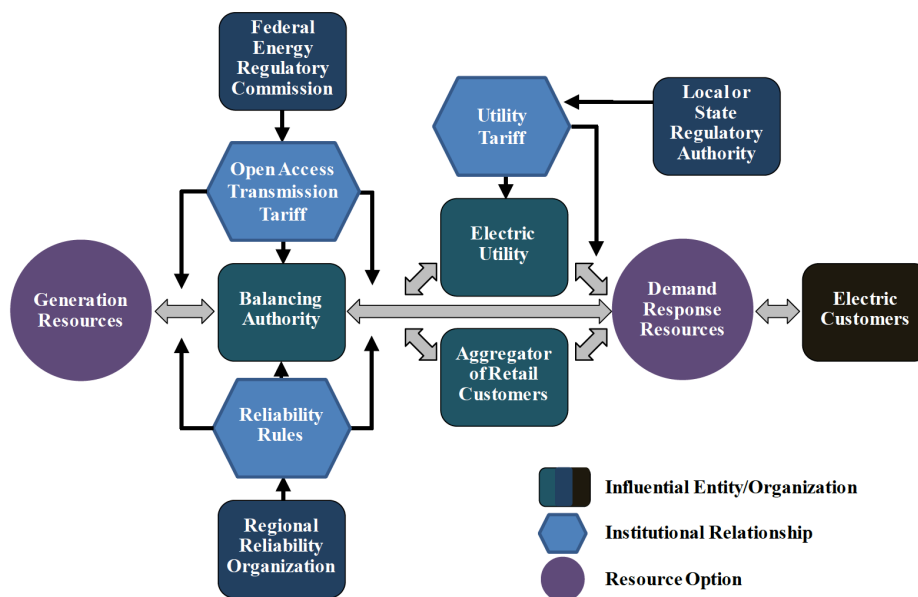 Federal
Energy
Regulatory
Commission
Utility
Tariff
Local or
State
Regulatory
Authority
Open Access
Transmission
Tariff
Electric
Utility
Generation
Resources
Balancing
Authority
Demand
Response
Resources
Electric
Customers
Aggregator
of Retail
Customers
Reliability
Rules
Regional
Reliability
Organization
Influential Entity/Organization
Institutional Relationship
Resource Option